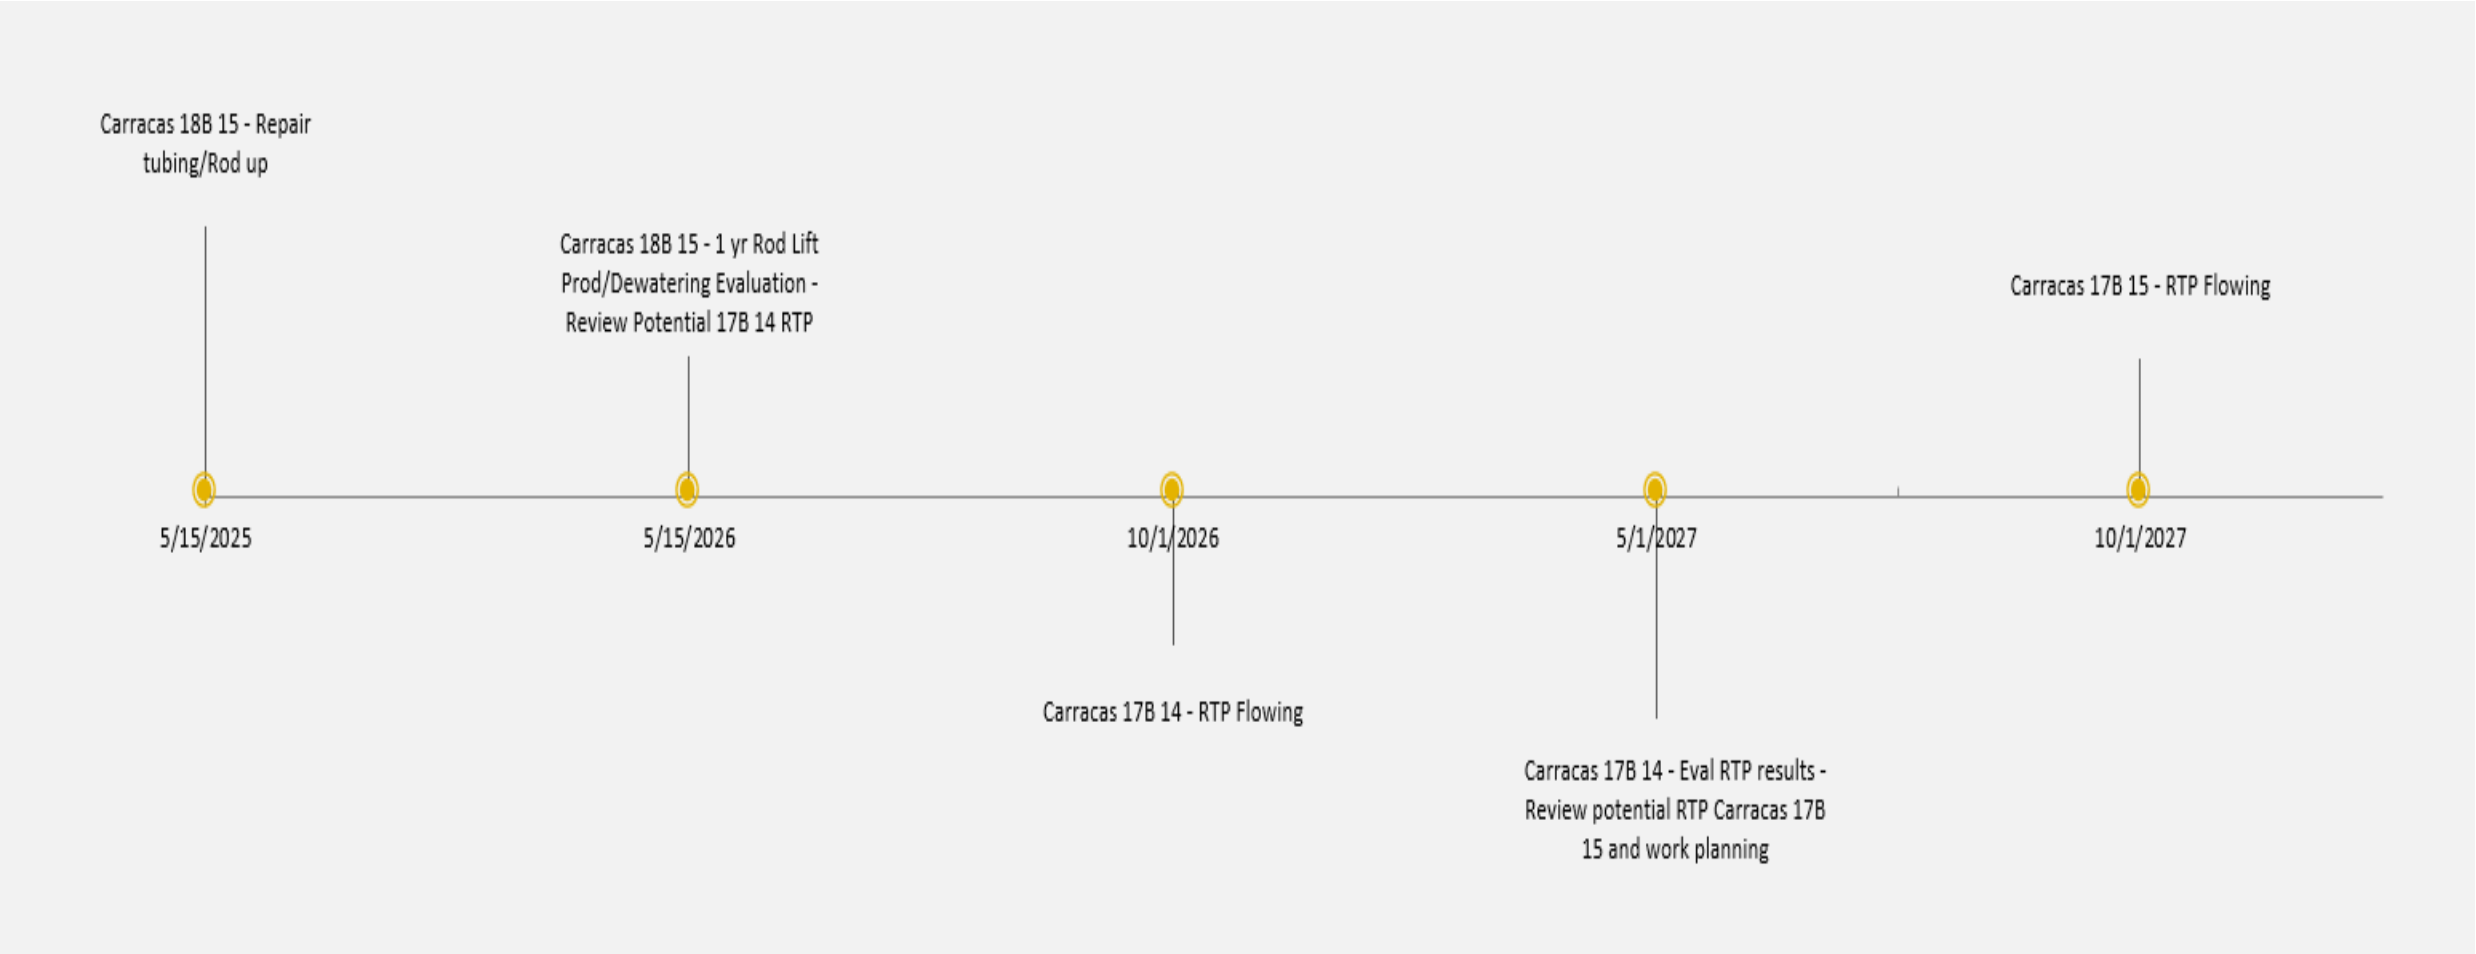 Carracas 18B 15 - Repair
tubing/Rod up
Carracas 18B 15 - 1 yr Rod Lift
Prod/Dewatering Evaluation -
Review Potential 17B 14 RTP
Carracas 17B 15 - RTP Flowing
5/15/2025
5/15/2026
10/1/2026
5/1/2027
10/1/2027
Carracas 17B 14 - RTP Flowing
Carracas 17B 14 - Eval RTP results -
Review potential RTP Carracas 17B
15 and work planning